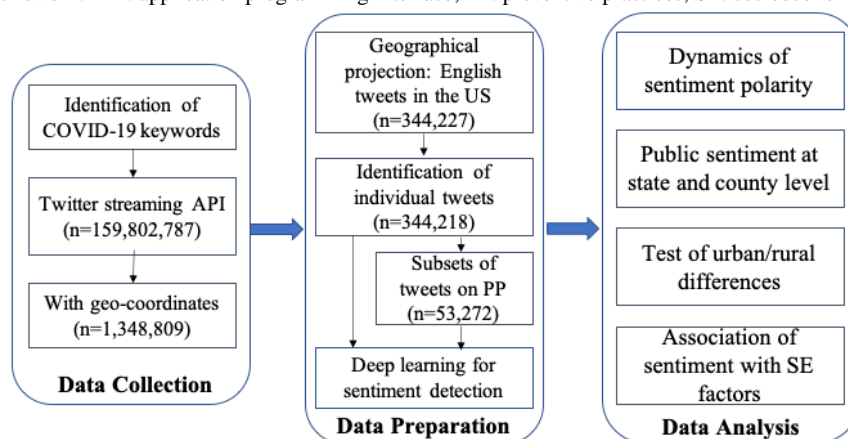 Identification of
COVID-19 keywords
Twitter streaming API
(n=159,802,787)
With geo-coordinates
(n=1,348,809)
Data Collection
Geographical
projection: English
tweets in the US
(n=344,227)
Identification of
individual tweets
(n=344,218)
Subsets of
tweets on PP
(n=53,272)
Deep learning for
sentiment detection
Data Preparation
Dynamics of
sentiment polarity
Public sentiment at
state and county level
Test of urban/rural
differences
Association of
sentiment with SE
factors
Data Analysis